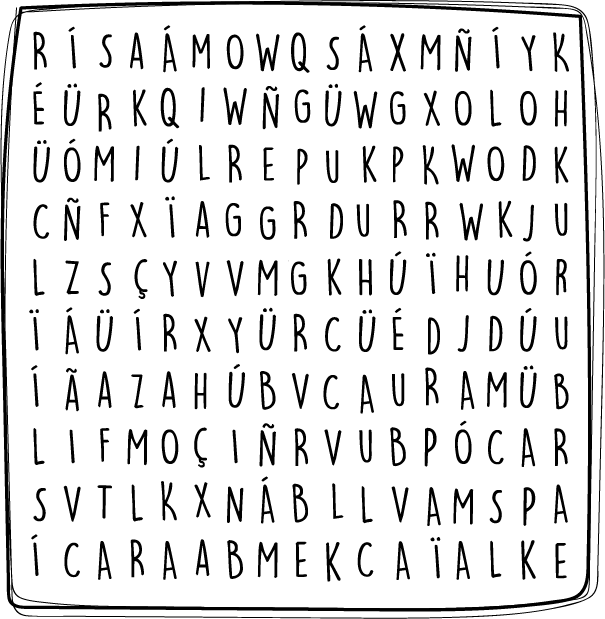 R Í S A Á M O W Q S Á X M Ñ Í Y K
É Ü R K Q I W Ñ G Ü W G X O L O H
Ü Ó M I Ú L R E P U K P K W O D K
C Ñ F X Ï A G G R D U R R W K J U
L Z S Ç Y V V M G K H Ú Ï H U Ó R
Ï Á Ü Í R X Y Ü R C Ü É D J D Ú U
Í Ã A Z A H Ú B V C A U R A M Ü B
L I F M O Ç I Ñ R V U B P Ó C A R
S V T L K X N Á B L L V A M S P A
Í C A R A A B M E K C A Ï A L K E